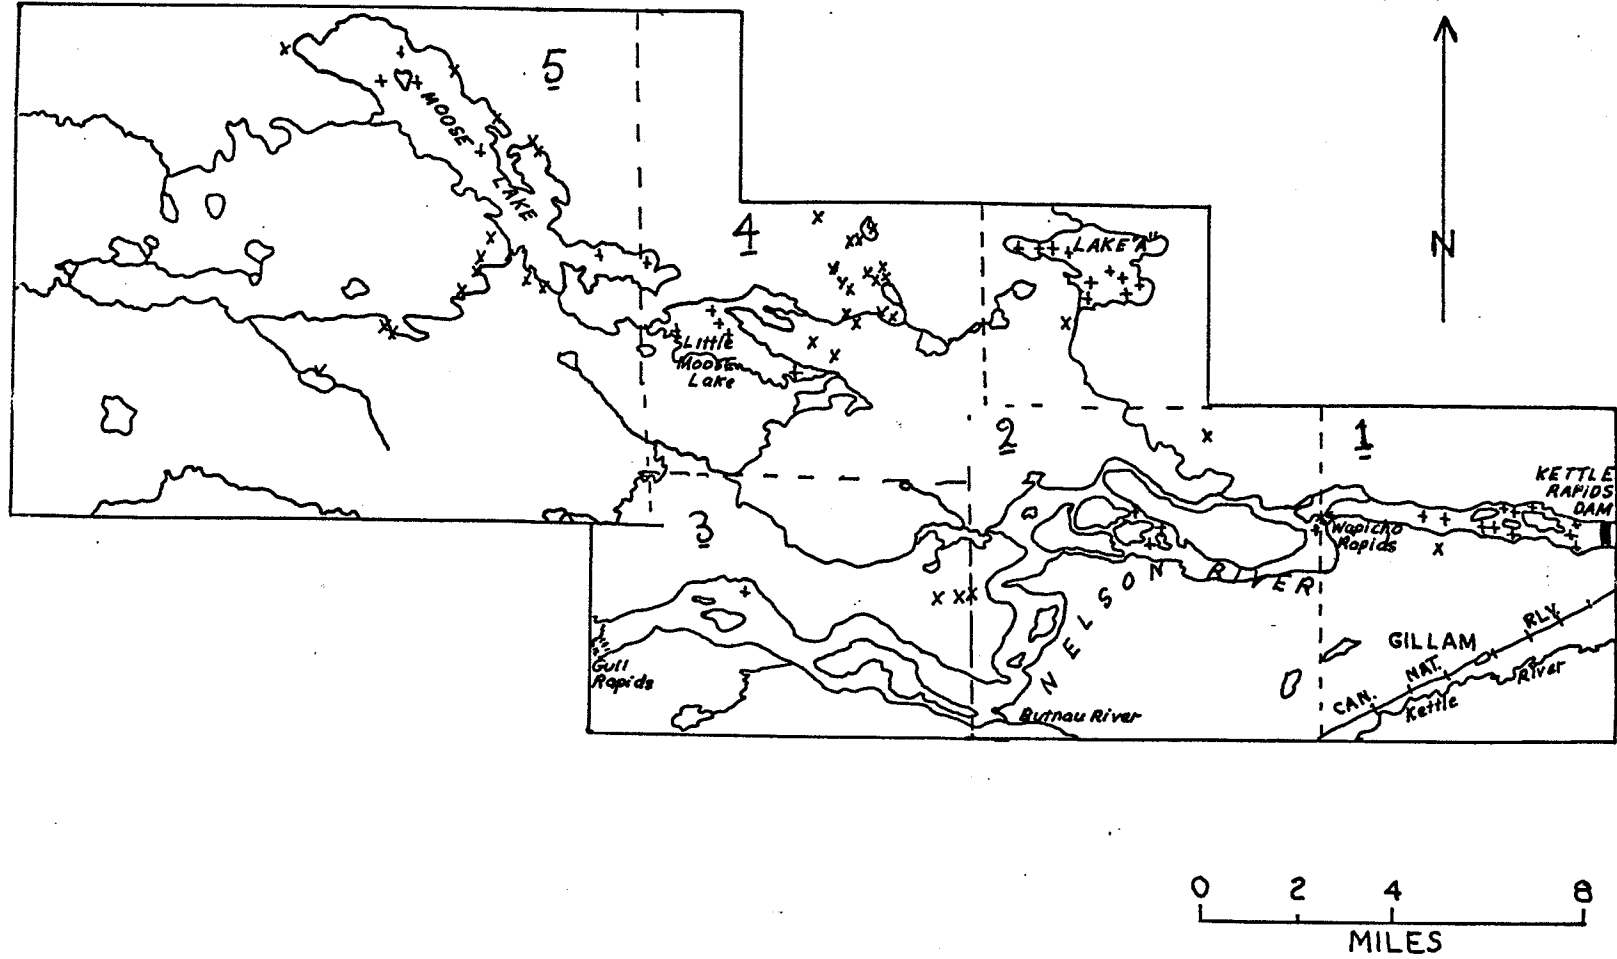 5
MOOSE
LAKE
4
LAKE "A"
N
Little
Moose
Lake
2
1
KETTLE
RAPIDS
DAM
3
Wapicho
Rapids
NELSON RIVER
Gull
Rapids
GILLAM
CAN. NAT. RLY.
Kettle River
Butnau River
0 2 4 8
MILES